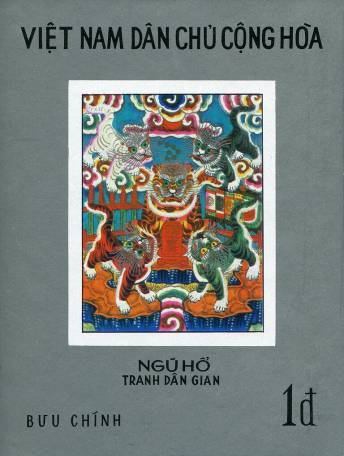 VIỆT NAM DÂN CHỦ CỘNG HÒA
NGŨ HỔ
TRANH DÂN GIAN
BƯU CHÍNH
1đ